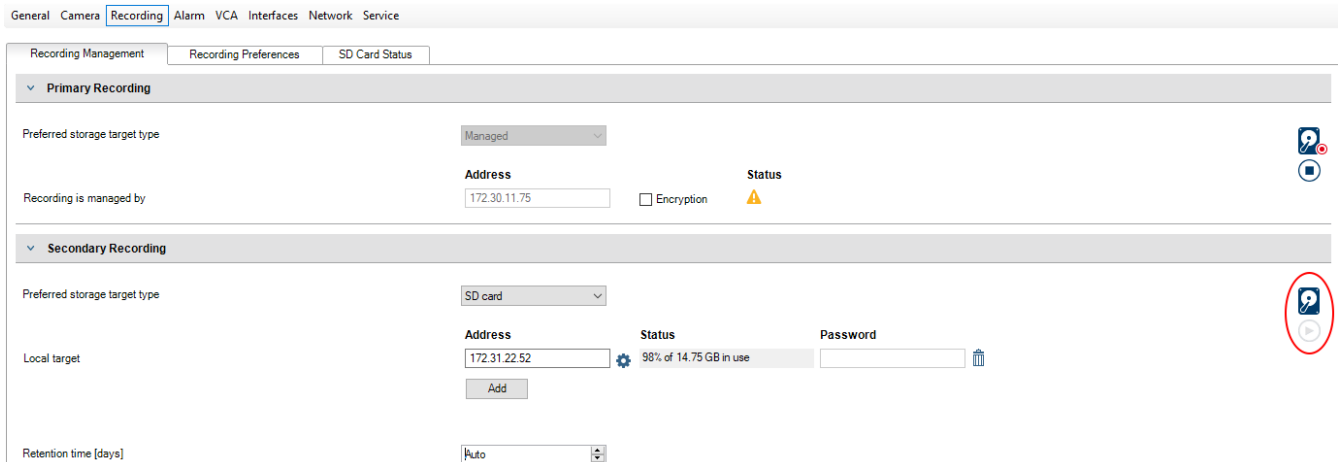 General Camera Recording Alarm VCA Interfaces Network Service
Recording Management Recording Preferences SD Card Status
Primary Recording
Preferred storage target type Managed
Address Status
Recording is managed by 172.30.11.75 Encryption
Secondary Recording
Preferred storage target type SD card
Address Status Password
Local target 172.31.22.52 98% of 14.75 GB in use
Add
Retention time [days] Auto